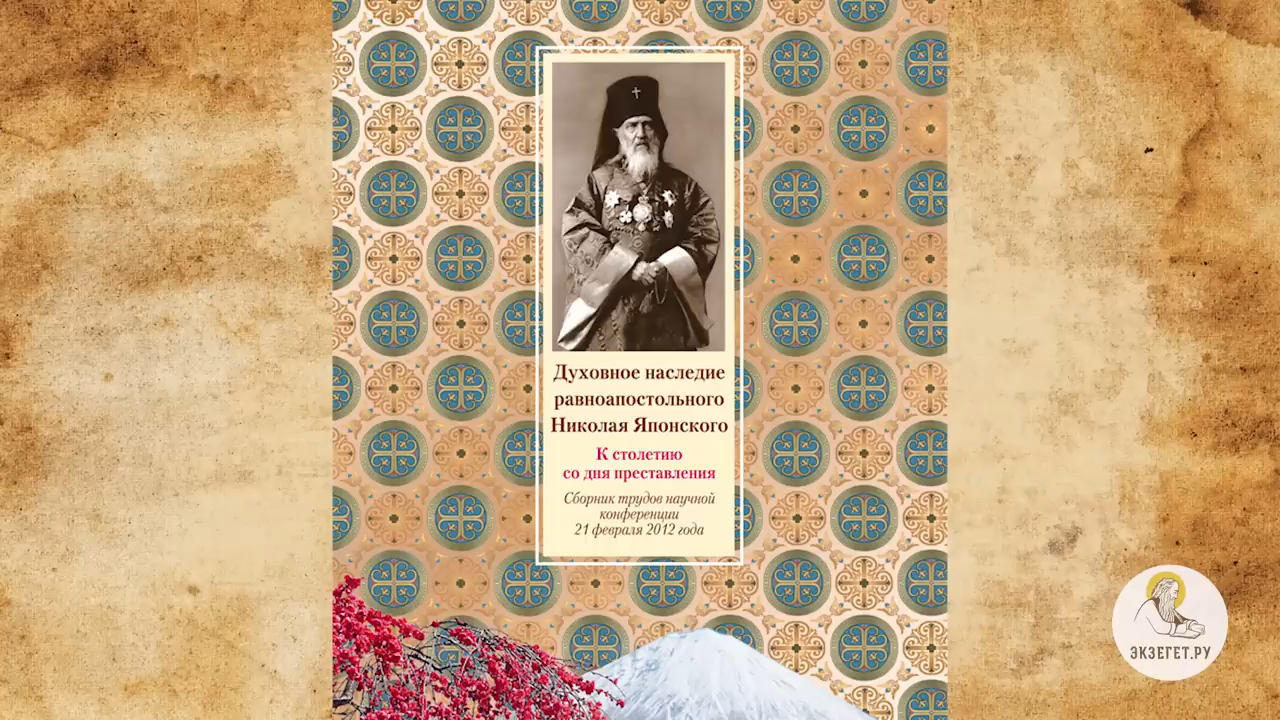 Духовное наследие
равноапостольного
Николая Японского
К столетию
со дня преставления
Сборник трудов научной
конференции
21 февраля 2012 года
ЭКЗЕГЕТ.РУ